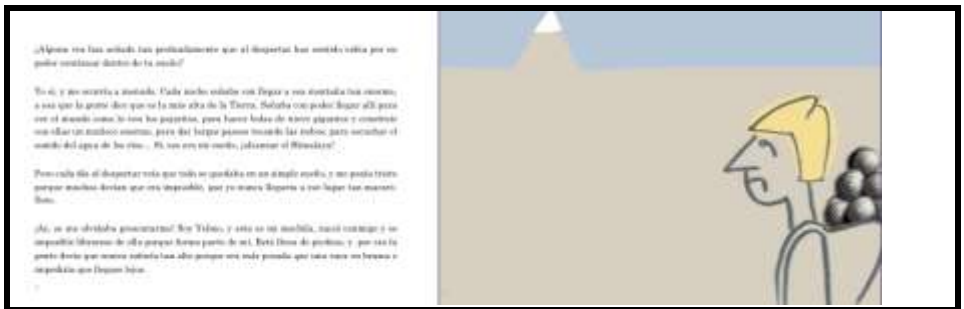 ¿Alguna vez has soñado tan profundamente que al despertar has sentido rabia por no
poder continuar dentro de tu sueño?
Yo sí, y me ocurría a menudo. Cada noche soñaba con llegar a esa montaña tan enorme,
a esa que la gente dice que es la más alta de la Tierra. Soñaba con poder llegar allí para
ver el mundo como lo ven los pajaritos, para hacer bolas de nieve gigantes y construir
con ellas un muñeco enorme, para dar largos paseos tocando las nubes, para escuchar el
sonido del agua de los ríos... Sí, ese era mi sueño, ¡alcanzar el Himalaya!
Pero cada día al despertar veía que todo se quedaba en un simple sueño, y me ponía triste
porque muchos decían que era imposible, que yo nunca llegaría a ese lugar tan
¡Ay, se me olvidaba presentarme! Soy y esta es mi mochila, nació conmigo y es
imposible librarme de ella porque forma parte de mí. Está llena de piedras, y por eso la
gente decía que nunca subiría tan alto porque era más pesada que una vaca en brazos e
impediría que llegase lejos.